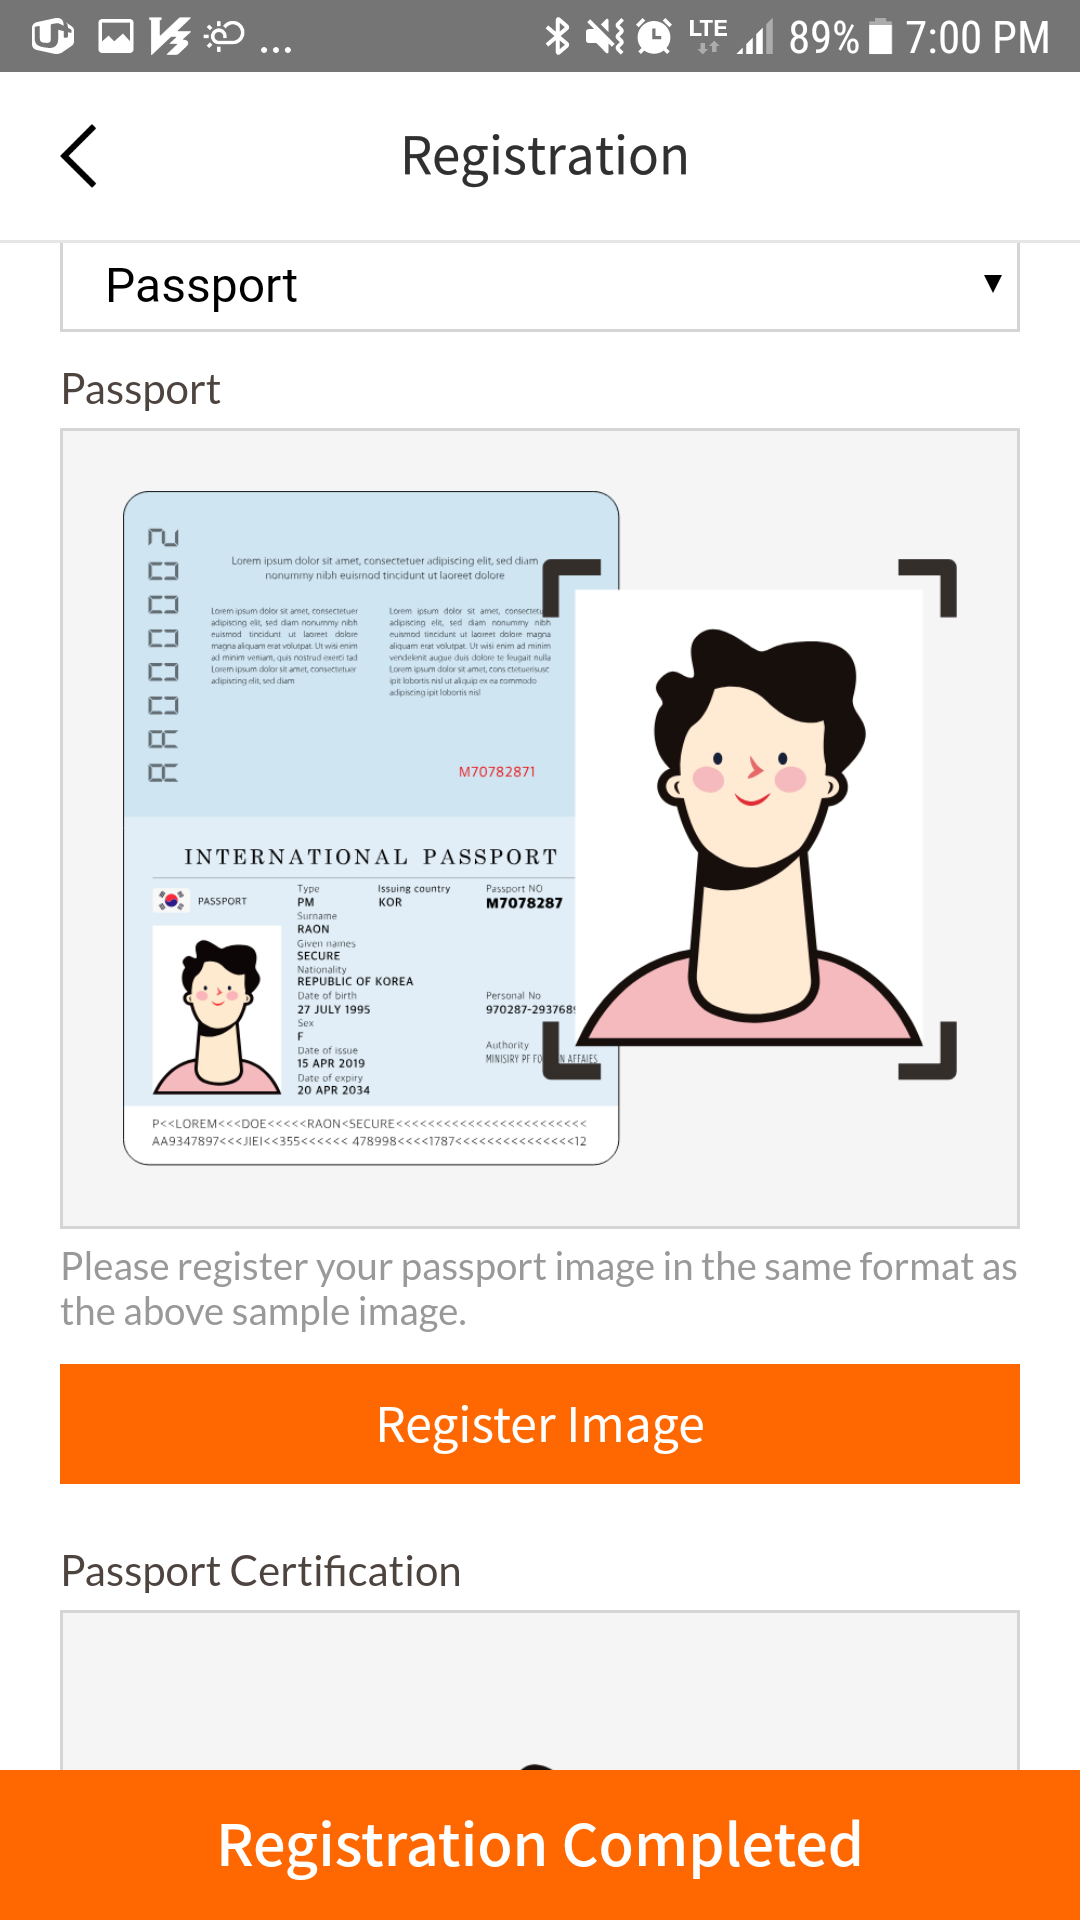 LTE 89% 7:00 PM
Registration
Passport
Passport
Lorem ipsum dolor sit amet, consectetuer adipiscing elit, sed diam
nonummy nibh euismod tincidunt ut laoreet dolore
Lorem ipsum dolor sit amet, consectetuer
adipiscing elit, sed diam nonummy nibh
euismod tincidunt ut laoreet dolore
magna aliquam erat volutpat. Ut wisi enim
ad minim veniam, quis nostrud exerci tad
Lorem ipsum dolor sit amet, consectetuer
adipiscing elit, sed diam
Lorem ipsum dolor sit amet,
adipiscing elit, sed diam nonummy nibh
euismod tincidunt ut laoreet dolore magna
aliquam erat volutpat. Ut wisi enim ad minim
vendelenit augue duis dolore te feugait nulla
Lorem ipsum dolor sit amet, cons ctetuerisusc
ipit lobortis nisl ut aliquip ex ea commodo
adipiscing ipit lobortis nisl
M70782871
INTERNATIONAL PASSPORT
PASSPORT
Type Issuing country Passport NO
PM KOR M7078287
Surname
RAON
Given names
SECURE
Nationality
REPUBLIC OF KOREA
Date of birth Personal No
27 JULY 1995 970287-293768
Sex
F
Date of issue Authority
15 APR 2019 MINISIRY PF AFFAIES
Date of expiry
20 APR 2034
P<<LOREM<<<DOE<<<<<RAON<SECURE<<<<<<<<<<<<<<<<<<<<<<<<
AA9347897<<<JIEI<<355<<<<<< 478998<<<<1787<<<<<<<<<<<<<<<12
Please register your passport image in the same format as
the above sample image.
Register Image
Passport Certification
Registration Completed